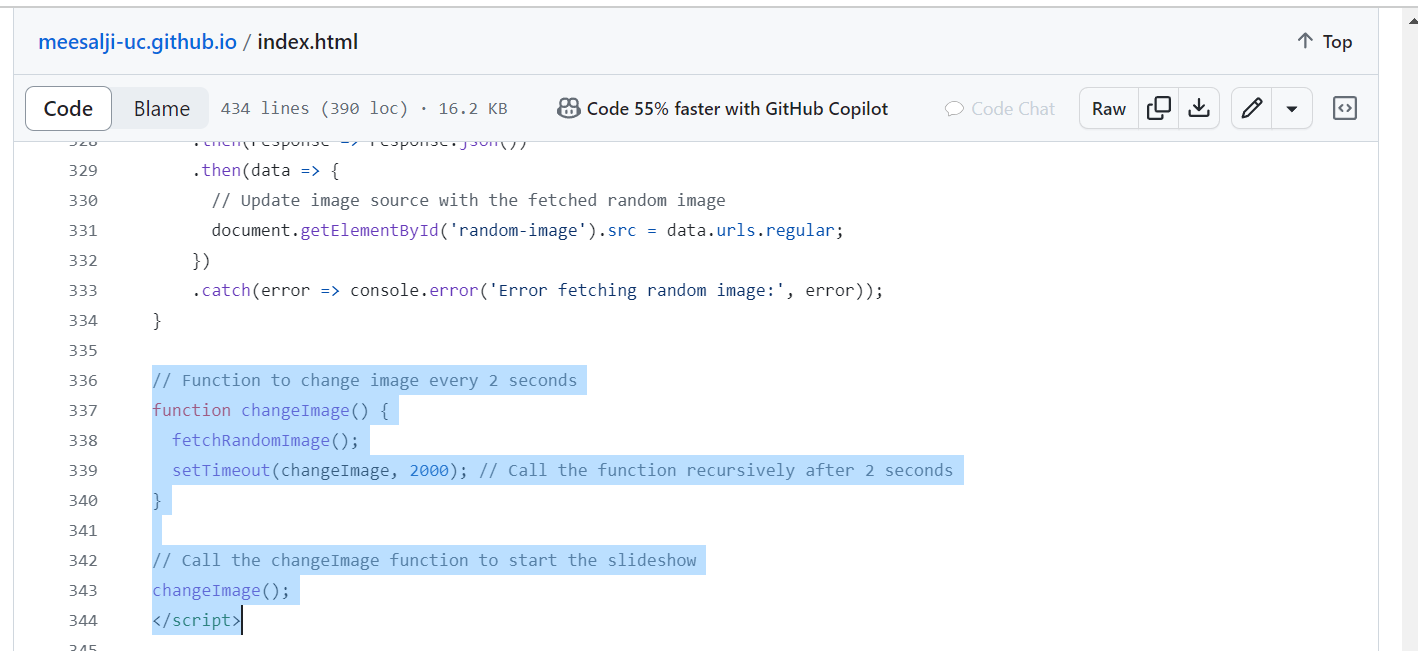 meesalji-uc.github.io / index.html
Top
Code Blame 434 lines (390 loc) · 16.2 KB Code 55% faster with GitHub Copilot Code Chat Raw
328 .then(response => response.json())
329 .then(data => {
330 // Update image source with the fetched random image
331 document.getElementById('random-image').src = data.urls.regular;
332 })
333 .catch(error => console.error('Error fetching random image:', error));
334 }
335
336 // Function to change image every 2 seconds
337 function changeImage() {
338 fetchRandomImage();
339 setTimeout(changeImage, 2000); // Call the function recursively after 2 seconds
340 }
341
342 // Call the changeImage function to start the slideshow
343 changeImage();
344 </script>
345